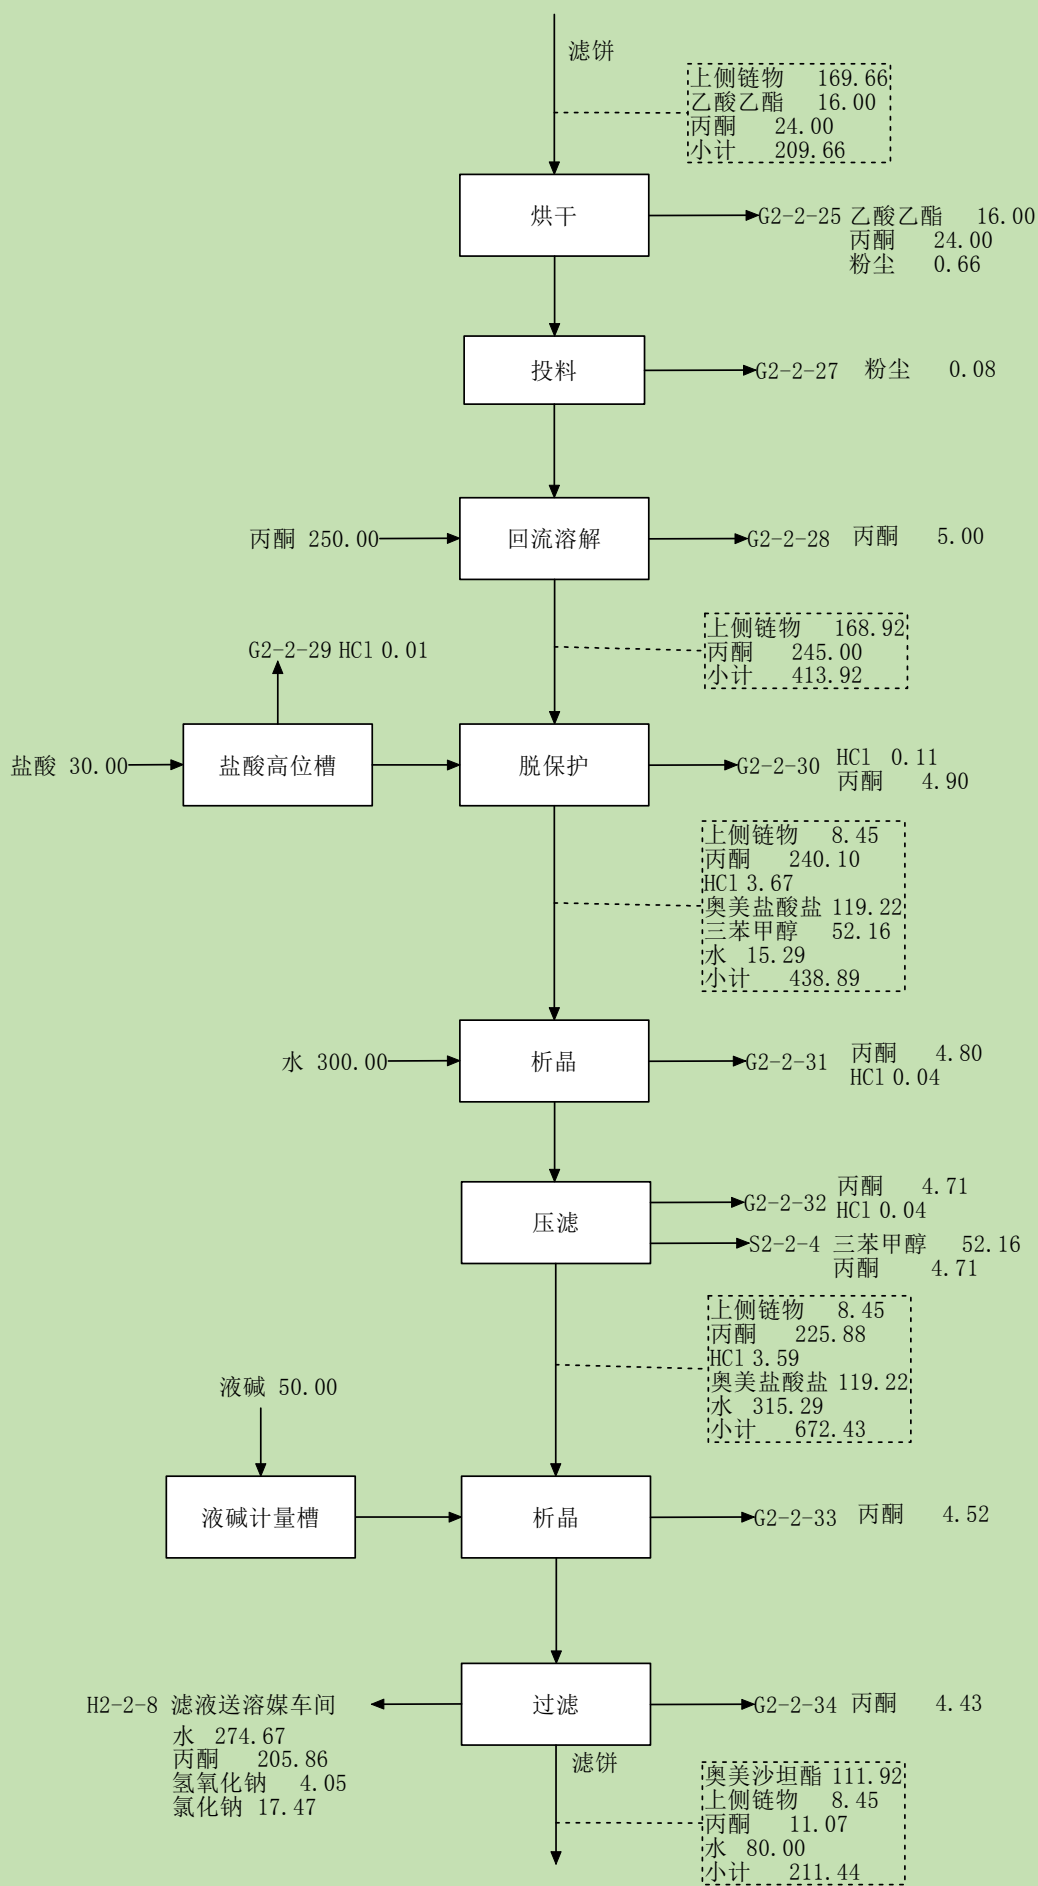 滤饼
上侧链物 169.66
乙酸乙酯 16.00
丙酮 24.00
小计 209.66
烘干
G2-2-25 乙酸乙酯 16.00
丙酮 24.00
粉尘 0.66
投料
G2-2-27 粉尘 0.08
丙酮 250.00
回流溶解
G2-2-28 丙酮 5.00
上侧链物 168.92
丙酮 245.00
小计 413.92
G2-2-29 HCl 0.01
盐酸 30.00
盐酸高位槽
脱保护
G2-2-30 HCl 0.11
丙酮 4.90
上侧链物 8.45
丙酮 240.10
HCl 3.67
奥美盐酸盐 119.22
三苯甲醇 52.16
水 15.29
小计 438.89
水 300.00
析晶
G2-2-31 丙酮 4.80
HCl 0.04
压滤
G2-2-32 丙酮 4.71
HCl 0.04
S2-2-4 三苯甲醇 52.16
丙酮 4.71
上侧链物 8.45
丙酮 225.88
HCl 3.59
奥美盐酸盐 119.22
水 315.29
小计 672.43
液碱 50.00
液碱计量槽
析晶
G2-2-33 丙酮 4.52
H2-2-8 滤液送溶媒车间
水 274.67
丙酮 205.86
氢氧化钠 4.05
氯化钠 17.47
过滤
G2-2-34 丙酮 4.43
滤饼
奥美沙坦酯 111.92
上侧链物 8.45
丙酮 11.07
水 80.00
小计 211.44